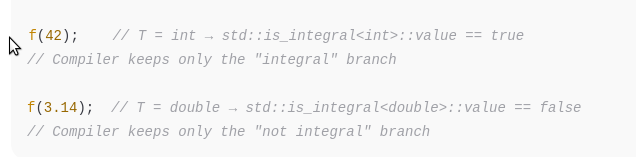 f(42);    // T = int → std::is_integral<int>::value == true
// Compiler keeps only the "integral" branch
f(3.14);  // T = double → std::is_integral<double>::value == false
// Compiler keeps only the "not integral" branch